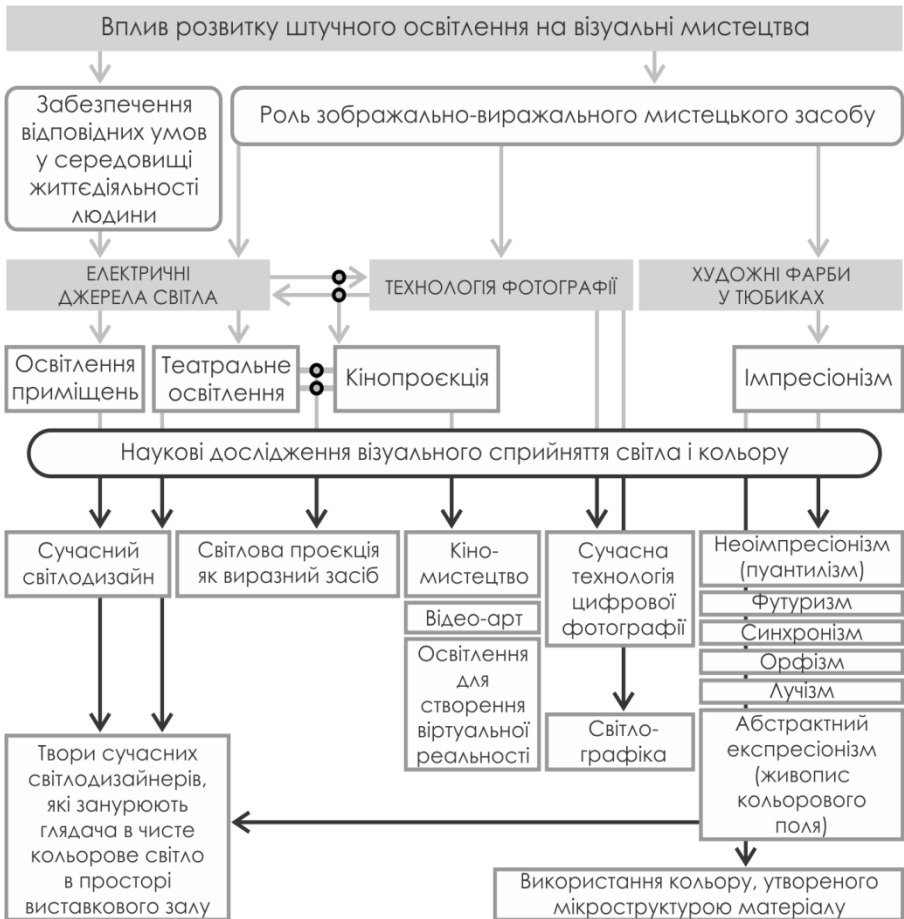 Вплив розвитку штучного освітлення на візуальні мистецтва
Забезпечення
відповідних умов
у середовищі
життєдіяльності
людини
Роль зображально-виражального мистецького засобу
ЕЛЕКТРИЧНІ
ДЖЕРЕЛА СВІТЛА
ТЕХНОЛОГІЯ ФОТОГРАФІЇ
ХУДОЖНІ ФАРБИ
У ТЮБИКАХ
Освітлення
приміщень
Театральне
освітлення
Кінопроєкція
Імпресіонізм
Наукові дослідження візуального сприйняття світла і кольору
Сучасний
світлодизайн
Світлова проєкція
як виразний засіб
Кіно-
мистецтво
Відео-арт
Освітлення
для
створення
віртуальної
реальності
Сучасна
технологія
цифрової
фотографії
Світло-
графіка
Неоімпресіонізм
(пуантилізм)
Футуризм
Синхронізм
Орфізм
Лучізм
Абстрактний
експресіонізм
(живопис
кольорового
поля)
Твори сучасних
світлодизайнерів,
які занурюють
глядача в чисте
кольорове світло
в просторі
виставкового залу
Використання кольору, утвореного
мікроструктурою матеріалу